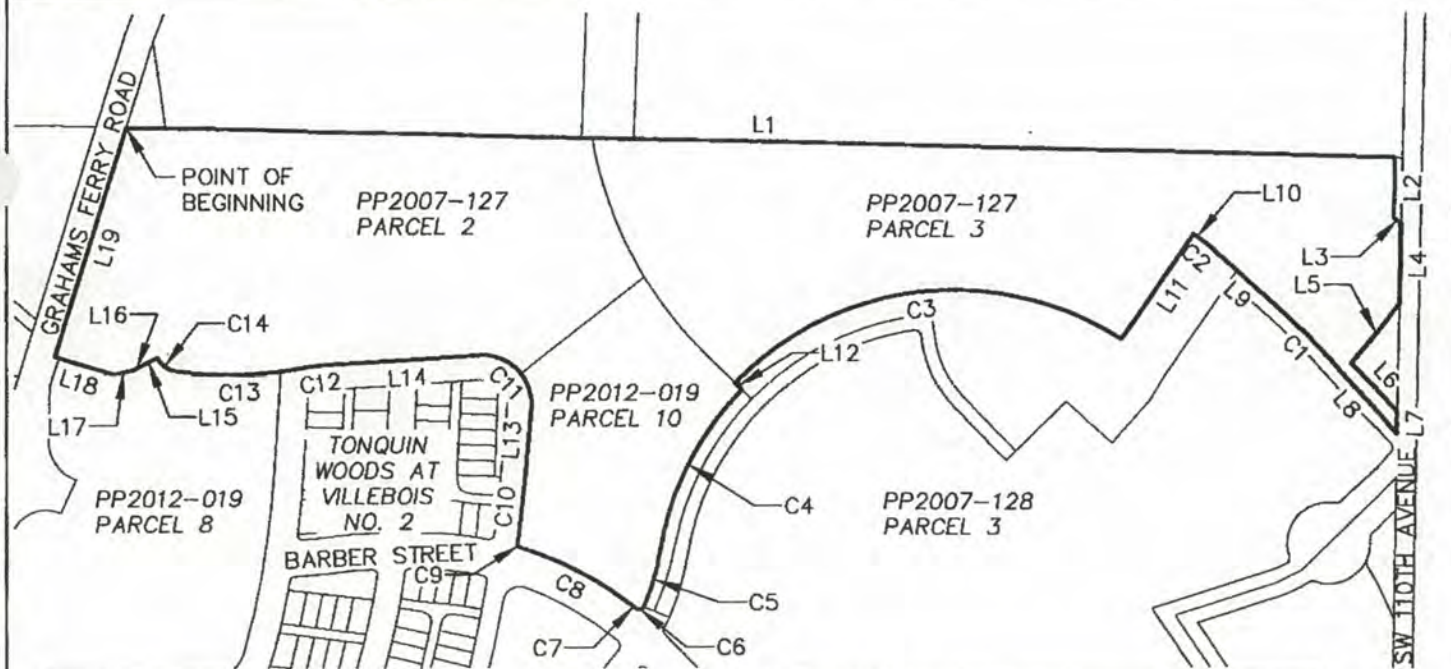 L1
GRAHAMS FERRY ROAD
POINT OF
BEGINNING
PP2007-127
PARCEL 2
PP2007-127
PARCEL 3
L10
L2
L3
L4
L5
L19
C2
L11
L9
L16
C14
C3
C1
L6
L12
L18
C13
C12
L14
C11
PP2012-019
PARCEL 10
L8
L7
L17
L15
L13
TONQUIN
WOODS AT
VILLEBOIS
NO. 2
PP2012-019
PARCEL 8
C10
C4
PP2007-128
PARCEL 3
BARBER STREET
C9
C8
C5
C7
C6
SW 110TH AVENUE